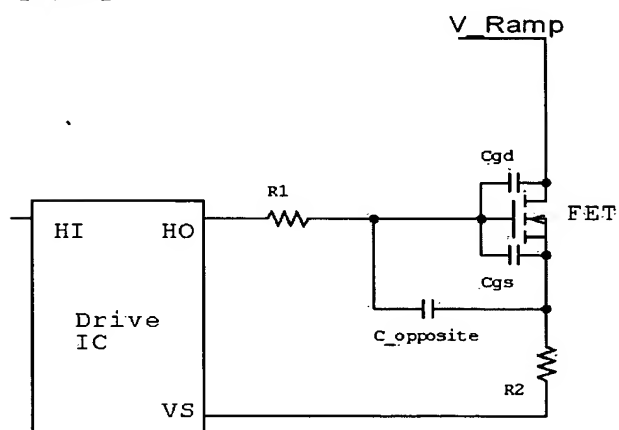 V_Ramp
Cgd
R1
FET
HI
HO
Cgs
Drive
IC
C_opposite
R2
VS